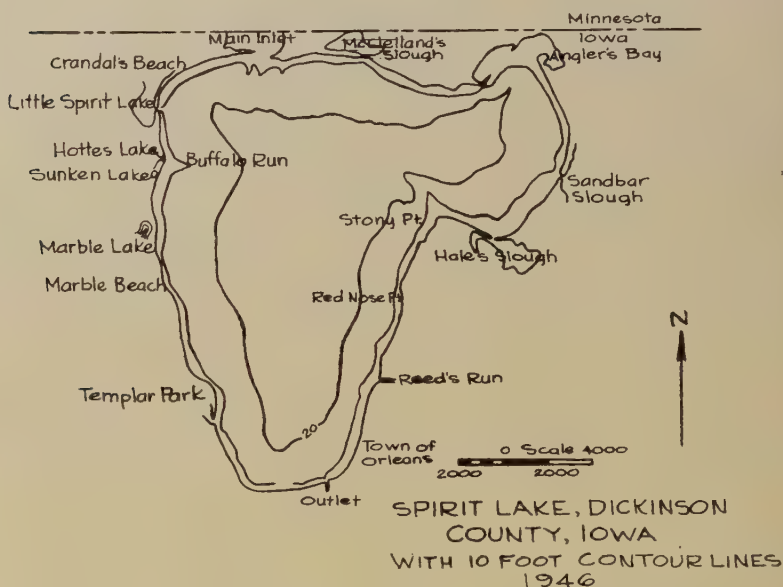 Minnesota
Iowa
Main Inlet
McClelland's
Slough
Angler's Bay
Crandal's Beach
Little Spirit Lake
Hottes Lake
Sunken Lake
Buffalo Run
Sandbar
Slough
Stony Pt.
Marble Lake
Hale's Slough
Marble Beach
Red Nose Pt.
N
Reed's Run
Templar Park
20
Town of
Orleans
0 Scale 4000
2000 2000
Outlet
SPIRIT LAKE, DICKINSON
COUNTY, IOWA
WITH 10 FOOT CONTOUR LINES
1946